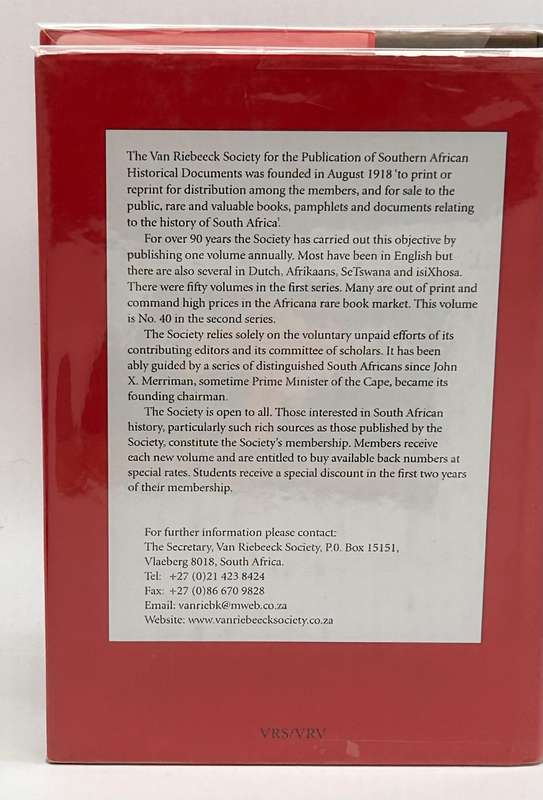 The Van Riebeeck Society for the Publication of Southern African
Historical Documents was founded in August 1918 'to print or
reprint for distribution among the members, and for sale to the
public, rare and valuable books, pamphlets and documents relating
to the history of South Africa'.
For over 90 years the Society has carried out this objective by
publishing one volume annually. Most have been in English but
there are also several in Dutch, Afrikaans, SeTswana and isiXhosa.
There were fifty volumes in the first series. Many are out of print and
command high prices in the Africana rare book market. This volume
is No. 40 in the second series.
The Society relies solely on the voluntary unpaid efforts of its
contributing editors and its committee of scholars. It has been
ably guided by a series of distinguished South Africans since John
X. Merriman, sometime Prime Minister of the Cape, became its
founding chairman.
The Society is open to all. Those interested in South African
history, particularly such rich sources as those published by the
Society, constitute the Society's membership. Members receive
each new volume and are entitled to buy available back numbers at
special rates. Students receive a special discount in the first two years
of their membership.
For further information please contact:
The Secretary, Van Riebeeck Society, P.O. Box 15151,
Vlaeberg 8018, South Africa.
Tel: +27 (0)21 423 8424
Fax: +27 (0)86 670 9828
Email: vanriebk@mweb.co.za
Website: www.vanriebeecksociety.co.za
VRS/VRV